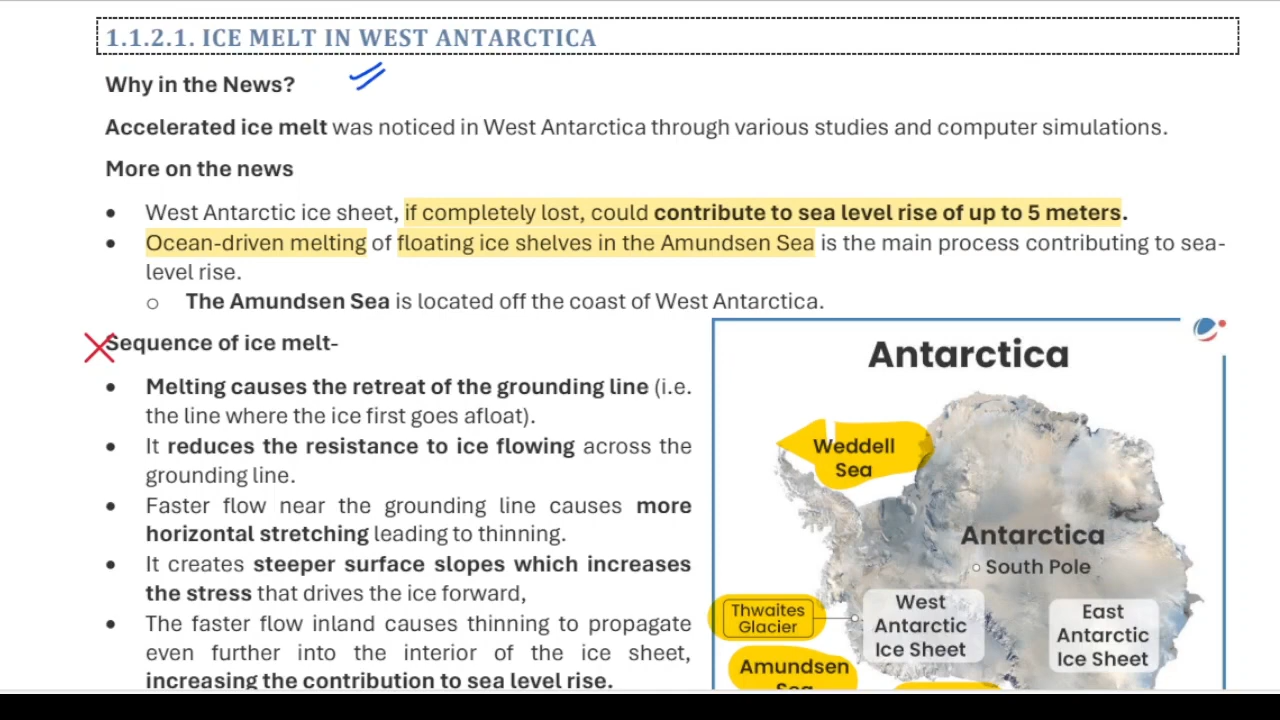 1.1.2.1. ICE MELT IN WEST ANTARCTICA
Why in the News?
Accelerated ice melt was noticed in West Antarctica through various studies and computer simulations.
More on the news
• West Antarctic ice sheet, if completely lost, could contribute to sea level rise of up to 5 meters.
• Ocean-driven melting of floating ice shelves in the Amundsen Sea is the main process contributing to sea-
level rise.
o The Amundsen Sea is located off the coast of West Antarctica.
Sequence of ice melt-
• Melting causes the retreat of the grounding line (i.e.
the line where the ice first goes afloat).
• It reduces the resistance to ice flowing across the
grounding line.
• Faster flow near the grounding line causes more
horizontal stretching leading to thinning.
• It creates steeper surface slopes which increases
the stress that drives the ice forward,
• The faster flow inland causes thinning to propagate
even further into the interior of the ice sheet,
increasing the contribution to sea level rise.
Antarctica
Weddell
Sea
Antarctica
South Pole
Thwaites
Glacier
West
Antarctic
Ice Sheet
East
Antarctic
Ice Sheet
Amundsen
Sea